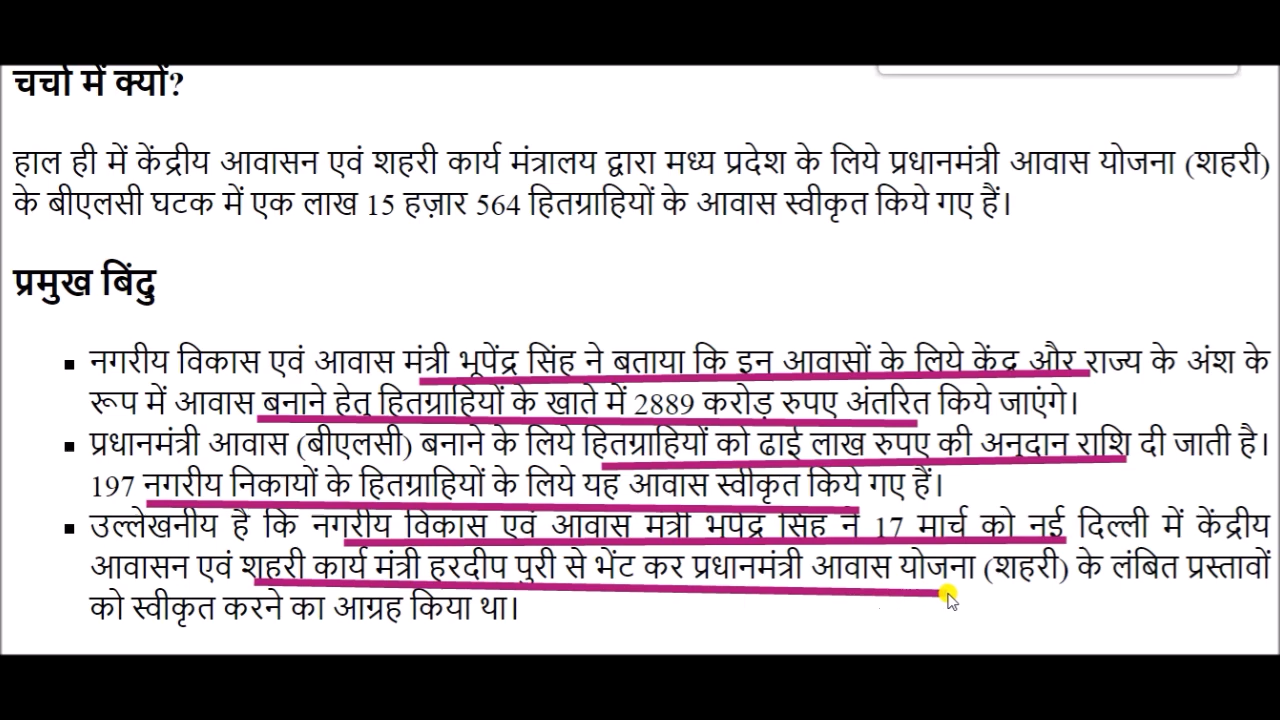 चर्चा में क्यों?
हाल ही में केंद्रीय आवासन एवं शहरी कार्य मंत्रालय द्वारा मध्य प्रदेश के लिये प्रधानमंत्री आवास योजना (शहरी)
के बीएलसी घटक में एक लाख 15 हज़ार 564 हितग्राहियों के आवास स्वीकृत किये गए हैं।
प्रमुख बिंदु
▪ नगरीय विकास एवं आवास मंत्री भूपेंद्र सिंह ने बताया कि इन आवासों के लिये केंद्र और राज्य के अंश के
रूप में आवास बनाने हेतु हितग्राहियों के खाते में 2889 करोड़ रुपए अंतरित किये जाएंगे।
▪ प्रधानमंत्री आवास (बीएलसी) बनाने के लिये हितग्राहियों को ढाई लाख रुपए की अनुदान राशि दी जाती है।
197 नगरीय निकायों के हितग्राहियों के लिये यह आवास स्वीकृत किये गए हैं।
▪ उल्लेखनीय है कि नगरीय विकास एवं आवास मंत्री भूपेंद्र सिंह ने 17 मार्च को नई दिल्ली में केंद्रीय
आवासन एवं शहरी कार्य मंत्री हरदीप पुरी से भेंट कर प्रधानमंत्री आवास योजना (शहरी) के लंबित प्रस्तावों
को स्वीकृत करने का आग्रह किया था।